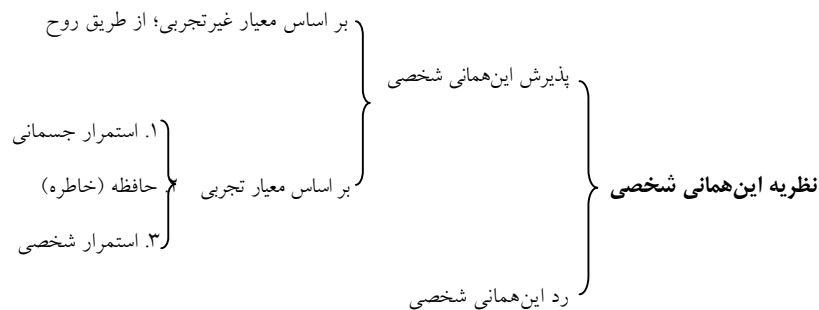 نظریه این‌همانی شخصی
پذیرش این‌همانی شخصی
بر اساس معیار غیرتجربی؛ از طریق روح
بر اساس معیار تجربی
۱. استمرار جسمانی
۲. حافظه (خاطره)
۳. استمرار شخصی
رد این‌همانی شخصی